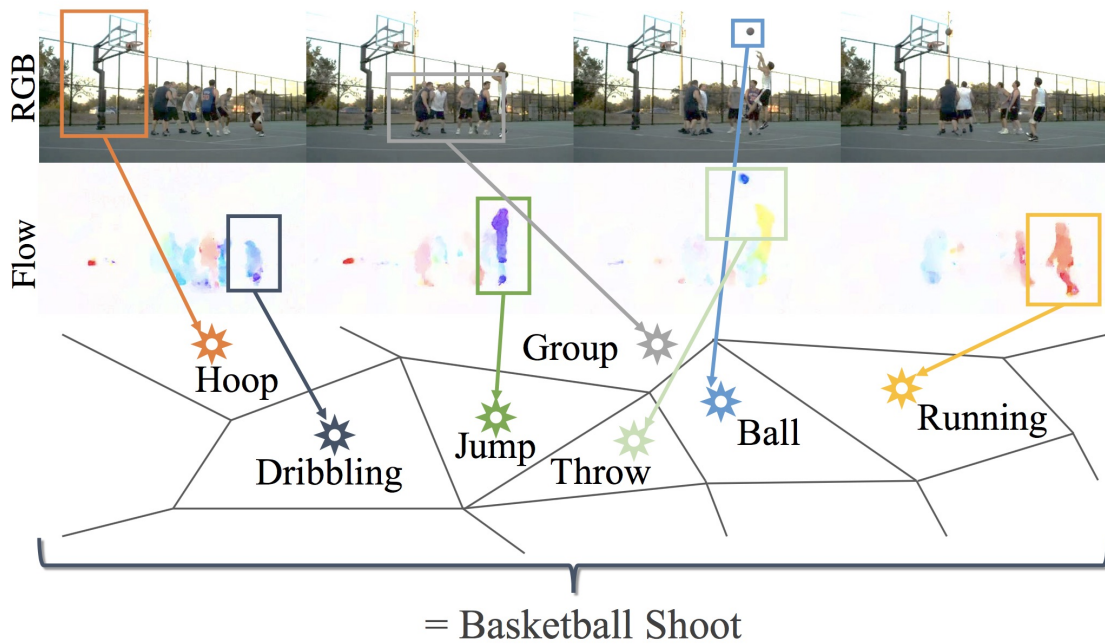 RGB
Flow
Hoop
Group
Dribbling
Jump
Throw
Ball
Running
= Basketball Shoot